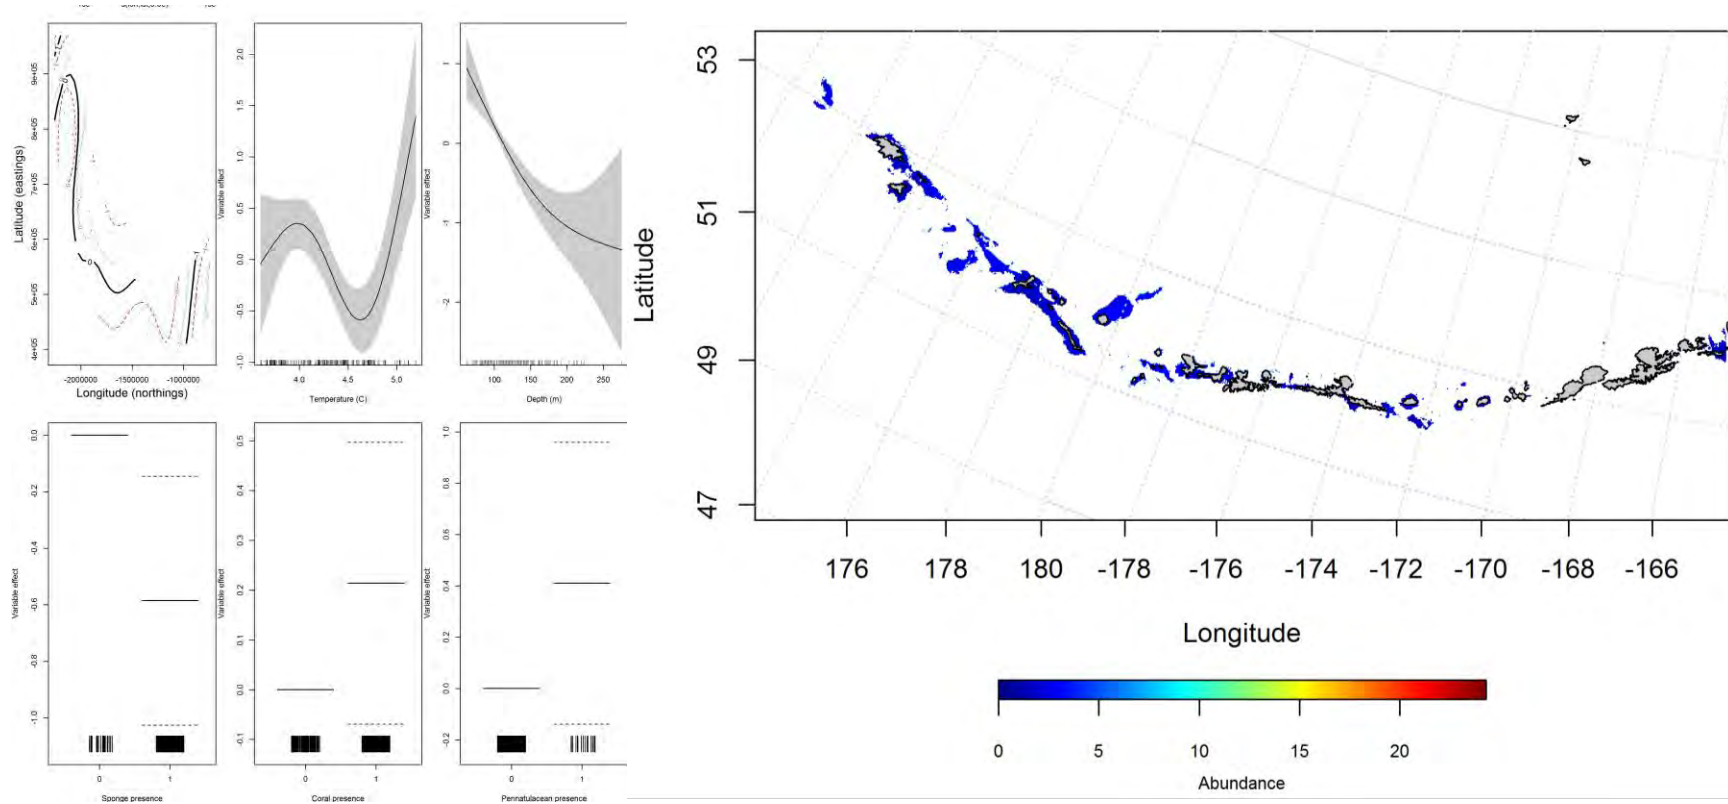 Latitude (eastings)
9e+05
8e+05
7e+05
6e+05
5e+05
4e+05
-2000000 -1500000 -1000000
Longitude (northings)
Variable effect
2.0
1.5
1.0
0.5
0.0
-0.5
-1.0
4.0 4.5 5.0
Temperature (C)
Variable effect
1
0
-1
-2
100 150 200 250
Depth (m)
Variable effect
0.0
-0.2
-0.4
-0.6
-0.8
-1.0
0 1
Sponge presence
Variable effect
0.5
0.4
0.3
0.2
0.1
0.0
-0.1
0 1
Coral presence
Variable effect
1.0
0.8
0.6
0.4
0.2
0.0
-0.2
0 1
Pennatulacean presence
Latitude
53
51
49
47
176 178 180 -178 -176 -174 -172 -170 -168 -166
Longitude
0 5 10 15 20
Abundance